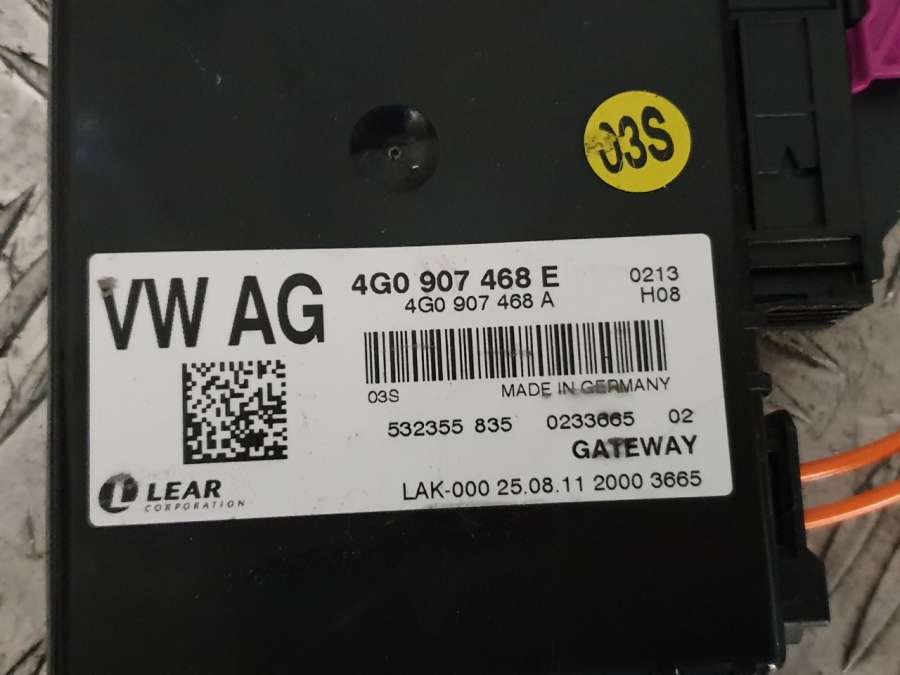 03S
VW AG
4G0 907 468 E
0213
4G0 907 468 A
H08
03S
MADE IN GERMANY
532355 835
0233665
02
GATEWAY
LEAR
CORPORATION
LAK-000 25.08.11 2000 3665